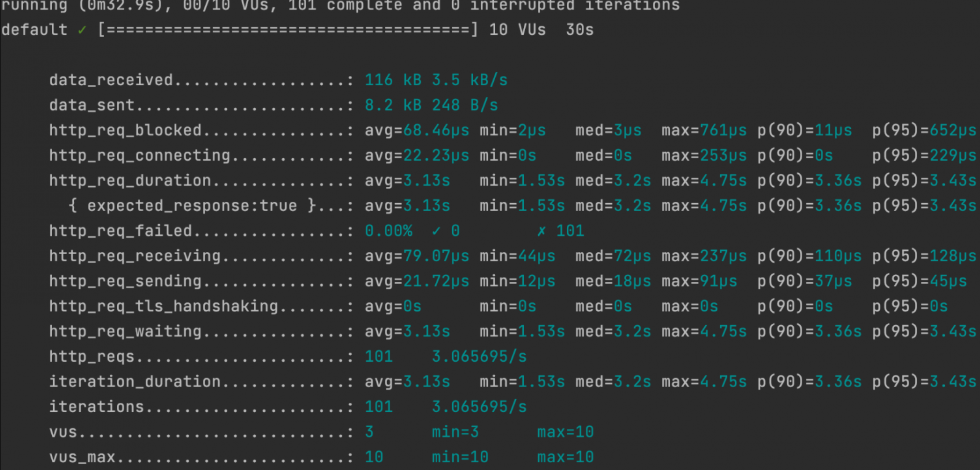 running (0m32.9s), 00/10 VUs, 101 complete and 0 interrupted iterations
default ✓ [======================================] 10 VUs  30s
data_received..................: 116 kB 3.5 kB/s
data_sent......................: 8.2 kB 248 B/s
http_req_blocked...............: avg=68.46µs min=2µs   med=3µs  max=761µs p(90)=11µs  p(95)=652µs
http_req_connecting............: avg=22.23µs min=0s    med=0s   max=253µs p(90)=0s    p(95)=229µs
http_req_duration..............: avg=3.13s   min=1.53s med=3.2s max=4.75s p(90)=3.36s p(95)=3.43s
{ expected_response:true }...: avg=3.13s   min=1.53s med=3.2s max=4.75s p(90)=3.36s p(95)=3.43s
http_req_failed................: 0.00%  ✓ 0         ✗ 101
http_req_receiving.............: avg=79.07µs min=44µs  med=72µs max=237µs p(90)=110µs p(95)=128µs
http_req_sending...............: avg=21.72µs min=12µs  med=18µs max=91µs  p(90)=37µs  p(95)=45µs
http_req_tls_handshaking.......: avg=0s      min=0s    med=0s   max=0s    p(90)=0s    p(95)=0s
http_req_waiting...............: avg=3.13s   min=1.53s med=3.2s max=4.75s p(90)=3.36s p(95)=3.43s
http_reqs......................: 101    3.065695/s
iteration_duration.............: avg=3.13s   min=1.53s med=3.2s max=4.75s p(90)=3.36s p(95)=3.43s
iterations.....................: 101    3.065695/s
vus............................: 3      min=3       max=10
vus_max........................: 10     min=10      max=10